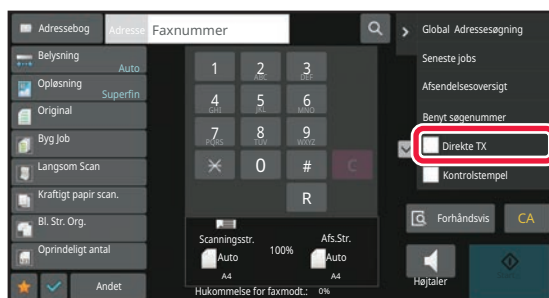 Adressebog
Adresse
Faxnummer
Belysning
Auto
Opløsning
Superfin
Original
Byg Job
Langsom Scan
Kraftigt papir scan.
Bl. Str. Org.
Oprindeligt antal
Andet
1
2
ABC
3
DEF
4
GHI
5
JKL
6
MNO
7
PQRS
8
TUV
9
WXYZ
0
#
C
R
Scanningsstr.
Auto
A4
100%
Afs.Str.
Auto
A4
Hukommelse for faxmodt.: 0%
Global Adressesøgning
Seneste jobs
Afsendelsesoversigt
Benyt søgenummer
Direkte TX
Kontrolstempel
Forhåndsvis
CA
Højtaler